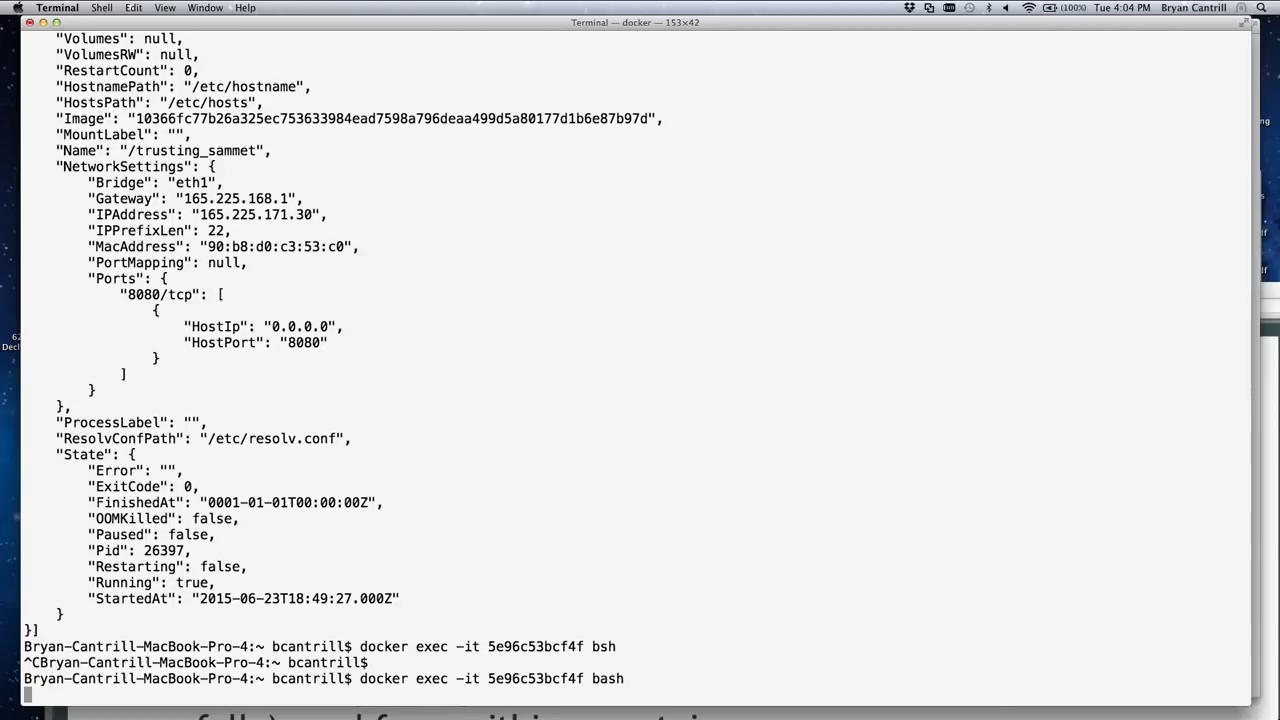 Terminal Shell Edit View Window Help (100%) Tue 4:04 PM Bryan Cantrill
Terminal — docker — 153×42
"Volumes": null,
"VolumesRW": null,
"RestartCount": 0,
"HostnamePath": "/etc/hostname",
"HostsPath": "/etc/hosts",
"Image": "10366fc77b26a325ec753633984ead7598a796deaa499d5a80177d1b6e87b97d",
"MountLabel": "",
"Name": "/trusting_sammet",
"NetworkSettings": {
"Bridge": "eth1",
"Gateway": "165.225.168.1",
"IPAddress": "165.225.171.30",
"IPPrefixLen": 22,
"MacAddress": "90:b8:d0:c3:53:c0",
"PortMapping": null,
"Ports": {
"8080/tcp": [
{
"HostIp": "0.0.0.0",
"HostPort": "8080"
}
]
}
},
"ProcessLabel": "",
"ResolvConfPath": "/etc/resolv.conf",
"State": {
"Error": "",
"ExitCode": 0,
"FinishedAt": "0001-01-01T00:00:00Z",
"OOMKilled": false,
"Paused": false,
"Pid": 26397,
"Restarting": false,
"Running": true,
"StartedAt": "2015-06-23T18:49:27.000Z"
}
}]
Bryan-Cantrill-MacBook-Pro-4:~ bcantrill$ docker exec -it 5e96c53bcf4f bsh
^CBryan-Cantrill-MacBook-Pro-4:~ bcantrill$
Bryan-Cantrill-MacBook-Pro-4:~ bcantrill$ docker exec -it 5e96c53bcf4f bash